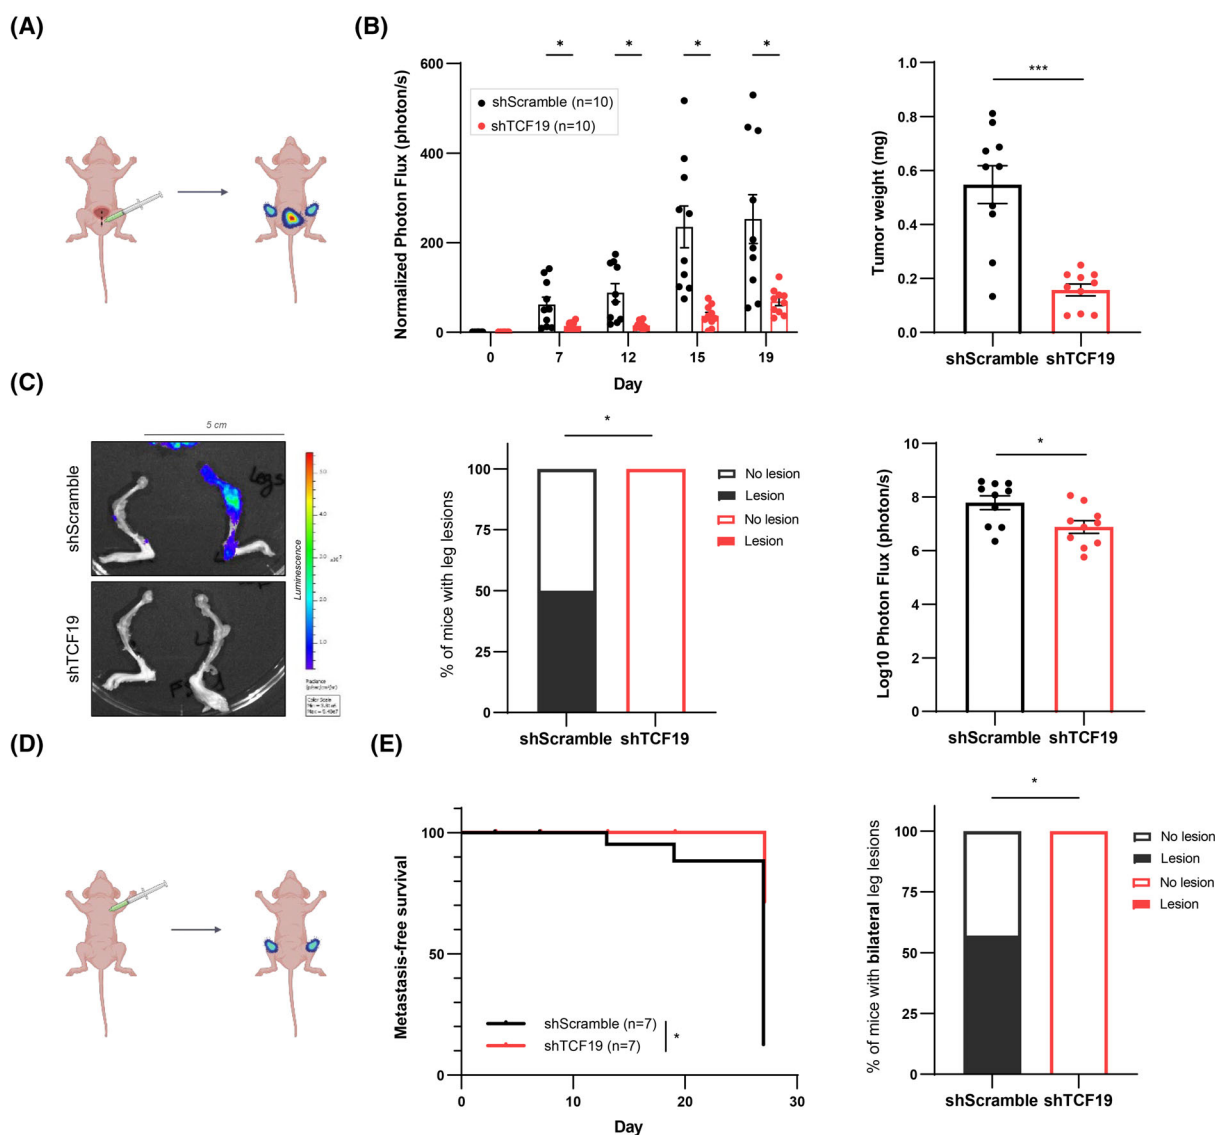 (A)
(B)
600
400
200
0
Normalized Photon Flux (photon/s)
shScramble (n=10)
shTCF19 (n=10)
*
*
*
*
0
7
12
15
19
Day
1.0
0.8
0.6
0.4
0.2
0.0
Tumor weight (mg)
***
shScramble
shTCF19
(C)
5 cm
shScramble
shTCF19
Luminescence
Radiance
Color Scale
100
75
50
25
0
% of mice with leg lesions
*
No lesion
Lesion
No lesion
Lesion
shScramble
shTCF19
10
8
6
4
2
0
Log10 Photon Flux (photon/s)
*
shScramble
shTCF19
(D)
(E)
100
50
0
Metastasis-free survival
shScramble (n=7)
shTCF19 (n=7)
*
0
10
20
30
Day
100
75
50
25
0
% of mice with bilateral leg lesions
*
No lesion
Lesion
No lesion
Lesion
shScramble
shTCF19